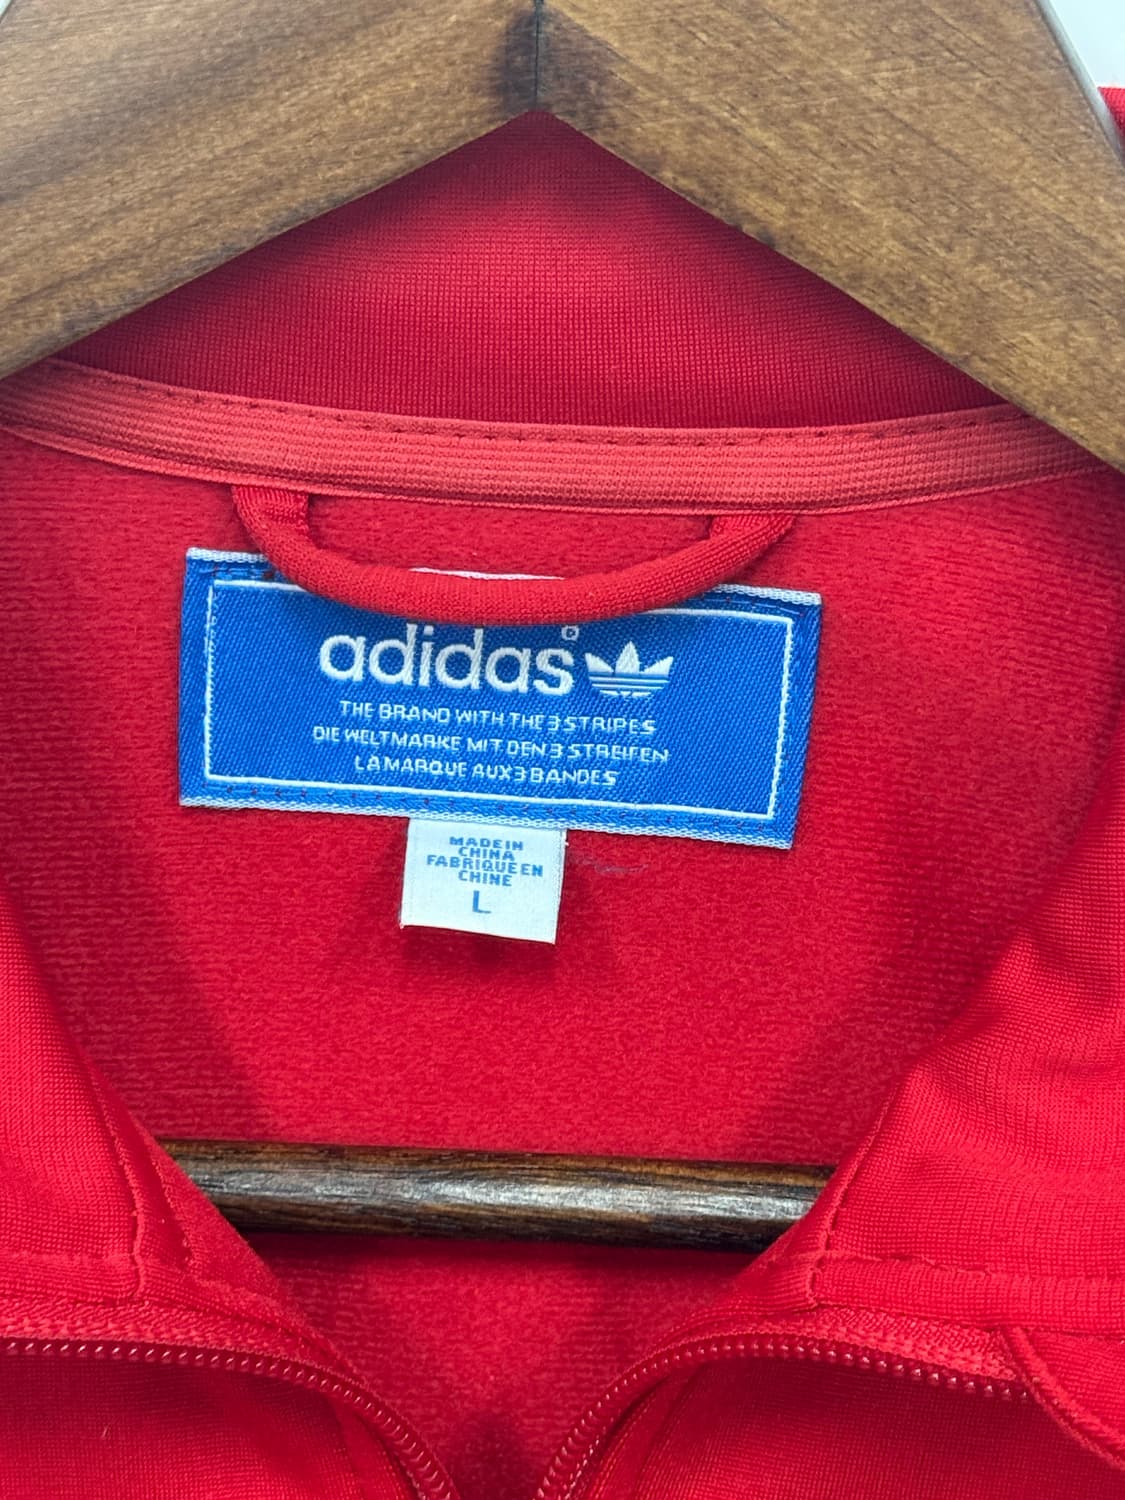 adidas®
THE BRAND WITH THE 3 STRIPES
DIE WELTMARKE MIT DEN 3 STREIFEN
LA MARQUE AUX 3 BANDES
MADE IN
CHINA
FABRIQUE EN
CHINE
L